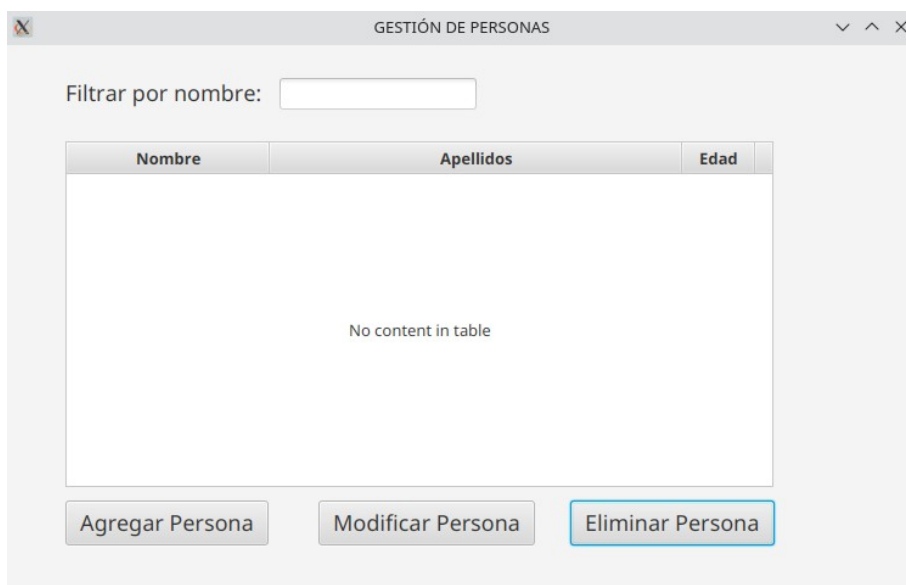 GESTIÓN DE PERSONAS
Filtrar por nombre:
Nombre Apellidos Edad
No content in table
Agregar Persona Modificar Persona Eliminar Persona